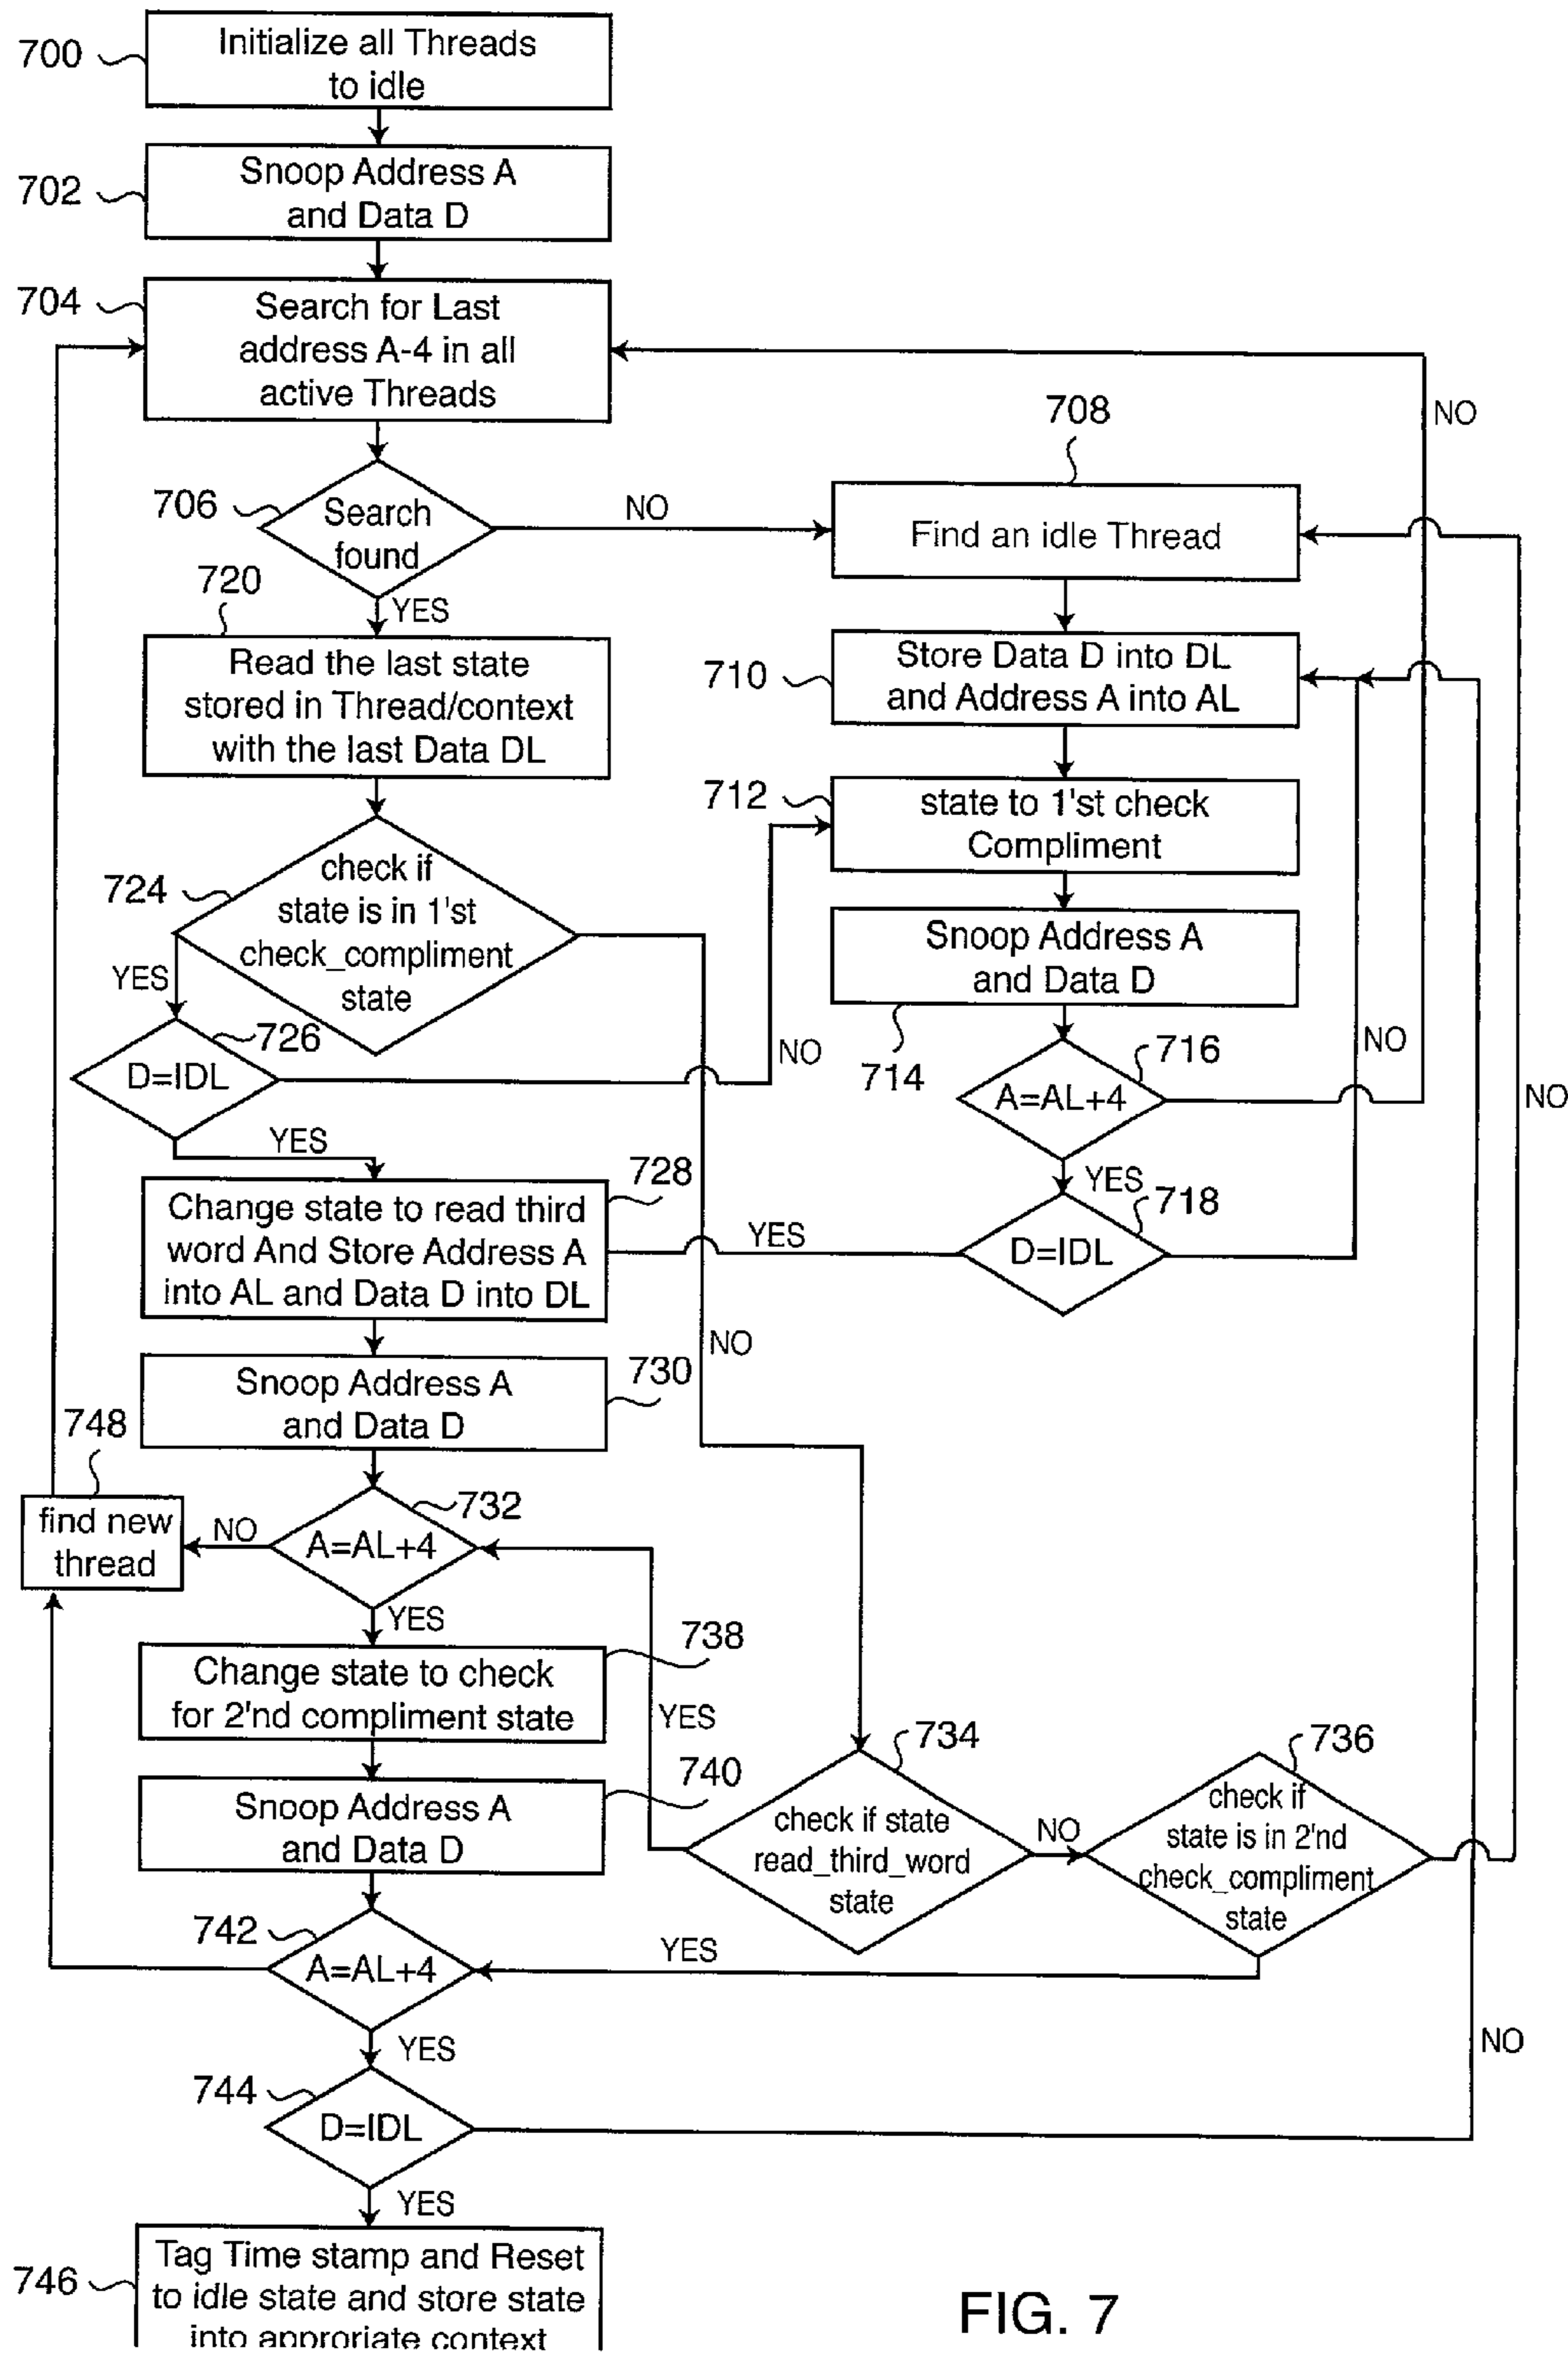 700
Initialize all Threads
to idle
702
Snoop Address A
and Data D
704
Search for Last
address A-4 in all
active Threads
NO
708
706
Search
found
NO
Find an idle Thread
720
YES
Read the last state
stored in Thread/context
with the last Data DL
710
Store Data D into DL
and Address A into AL
712
state to 1'st check
Compliment
724
check if
state is in 1'st
check_compliment
state
YES
Snoop Address A
and Data D
714
726
D=IDL
NO
716
A=AL+4
NO
NO
YES
YES
728
Change state to read third
word And Store Address A
into AL and Data D into DL
YES
718
D=IDL
NO
730
Snoop Address A
and Data D
748
find new
thread
NO
732
A=AL+4
YES
738
Change state to check
for 2'nd compliment state
YES
734
check if state
read_third_word
state
NO
736
check if
state is in 2'nd
check_compliment
state
740
Snoop Address A
and Data D
742
A=AL+4
YES
YES
NO
744
D=IDL
YES
746
Tag Time stamp and Reset
to idle state and store state
into approriate context
FIG. 7